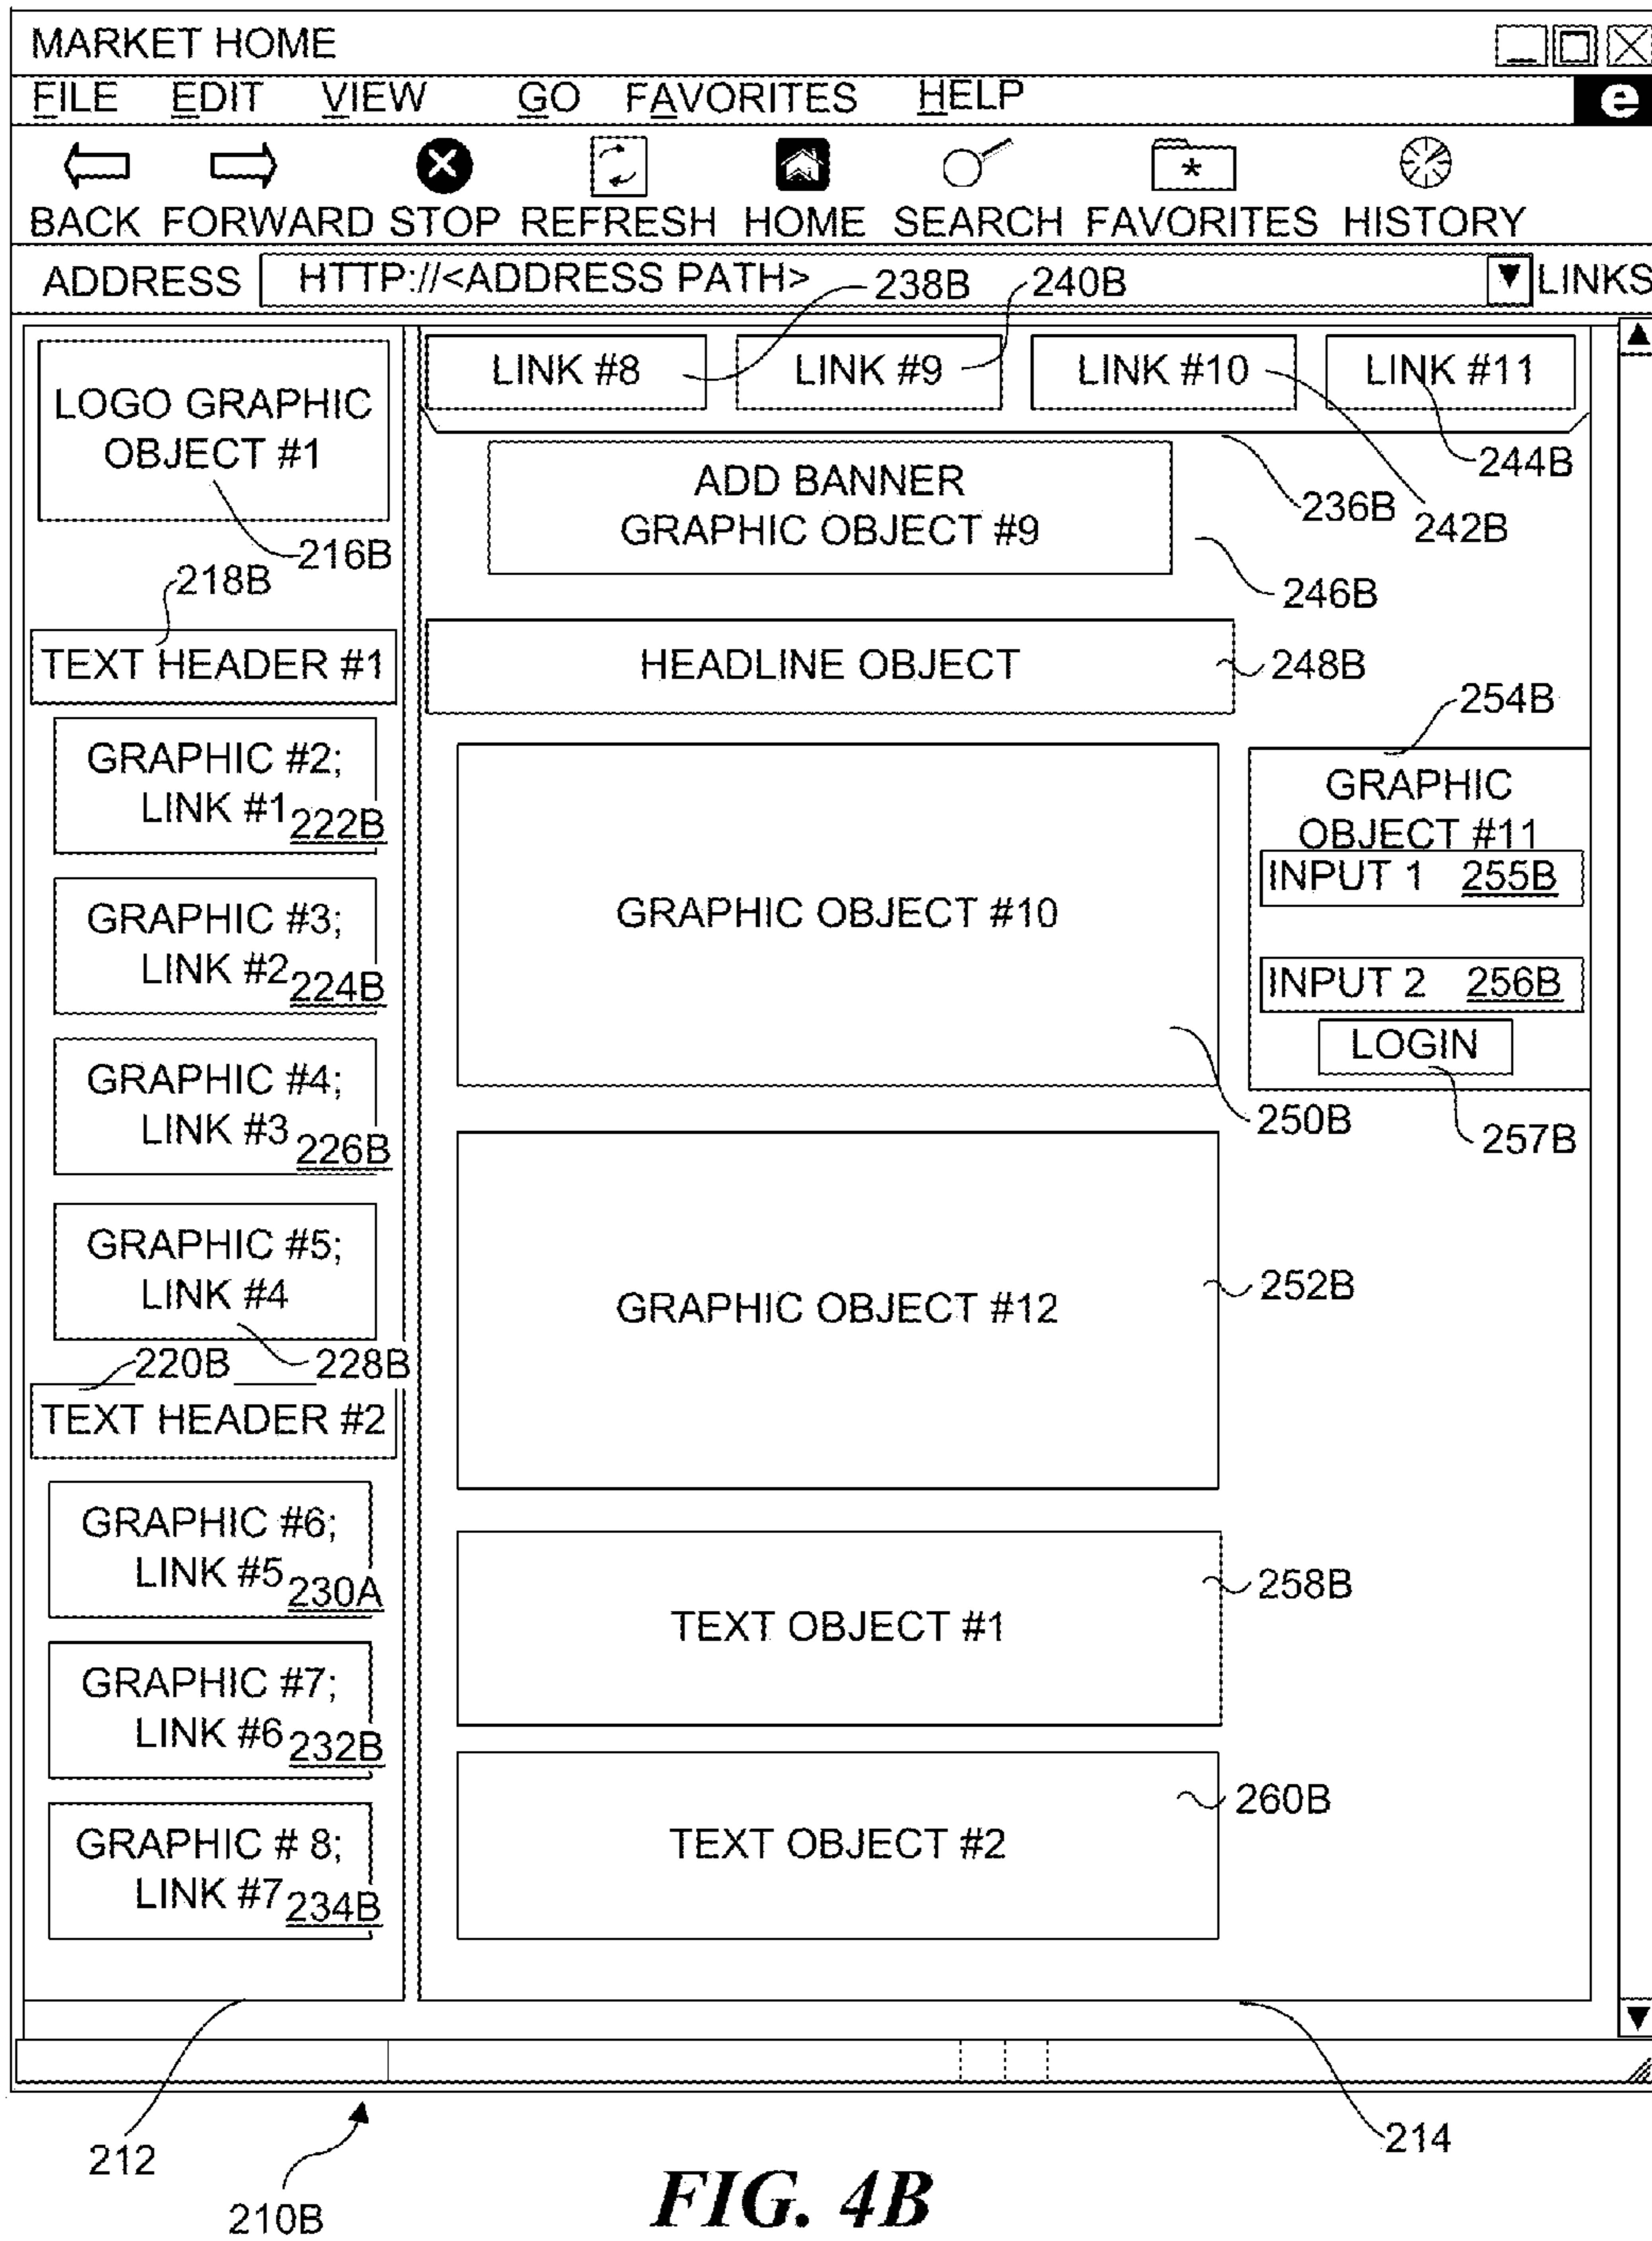 MARKET HOME
FILE EDIT VIEW GO FAVORITES HELP
e
BACK FORWARD STOP REFRESH HOME SEARCH FAVORITES HISTORY
ADDRESS HTTP://<ADDRESS PATH> LINKS
238B 240B
LOGO GRAPHIC
OBJECT #1
216B
218B
TEXT HEADER #1
GRAPHIC #2;
LINK #1 222B
GRAPHIC #3;
LINK #2 224B
GRAPHIC #4;
LINK #3 226B
GRAPHIC #5;
LINK #4
220B 228B
TEXT HEADER #2
GRAPHIC #6;
LINK #5 230A
GRAPHIC #7;
LINK #6 232B
GRAPHIC # 8;
LINK #7 234B
LINK #8 LINK #9 LINK #10 LINK #11
244B
236B 242B
ADD BANNER
GRAPHIC OBJECT #9
246B
HEADLINE OBJECT 248B
254B
GRAPHIC
OBJECT #11
INPUT 1 255B
INPUT 2 256B
LOGIN
257B
GRAPHIC OBJECT #10
250B
GRAPHIC OBJECT #12 252B
TEXT OBJECT #1 258B
TEXT OBJECT #2 260B
212 214
210B
FIG. 4B